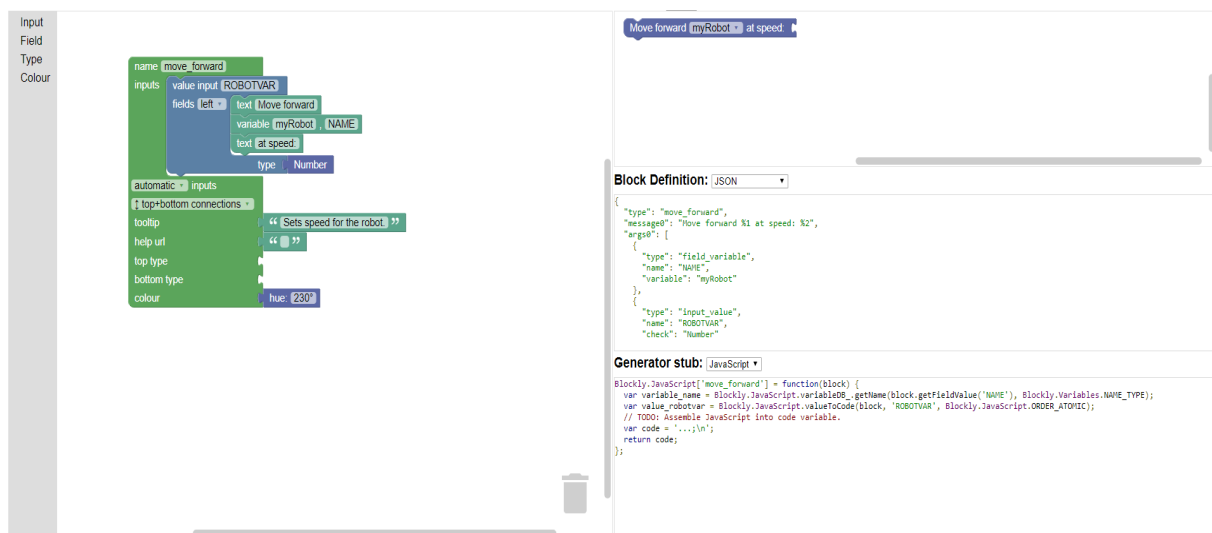 Input
Field
Type
Colour
name move_forward
inputs value input ROBOTVAR
fields left text Move forward
variable myRobot , NAME
text at speed:
type Number
automatic inputs
↕ top+bottom connections
tooltip “ Sets speed for the robot. ”
help url “ ”
top type
bottom type
colour hue: 230°
Move forward myRobot at speed:
Block Definition: JSON
{
"type": "move_forward",
"message0": "Move forward %1 at speed: %2",
"args0": [
{
"type": "field_variable",
"name": "NAME",
"variable": "myRobot"
},
{
"type": "input_value",
"name": "ROBOTVAR",
"check": "Number"
Generator stub: JavaScript
Blockly.JavaScript['move_forward'] = function(block) {
var variable_name = Blockly.JavaScript.variableDB_.getName(block.getFieldValue('NAME'), Blockly.Variables.NAME_TYPE);
var value_robotvar = Blockly.JavaScript.valueToCode(block, 'ROBOTVAR', Blockly.JavaScript.ORDER_ATOMIC);
// TODO: Assemble JavaScript into code variable.
var code = '...;\n';
return code;
};